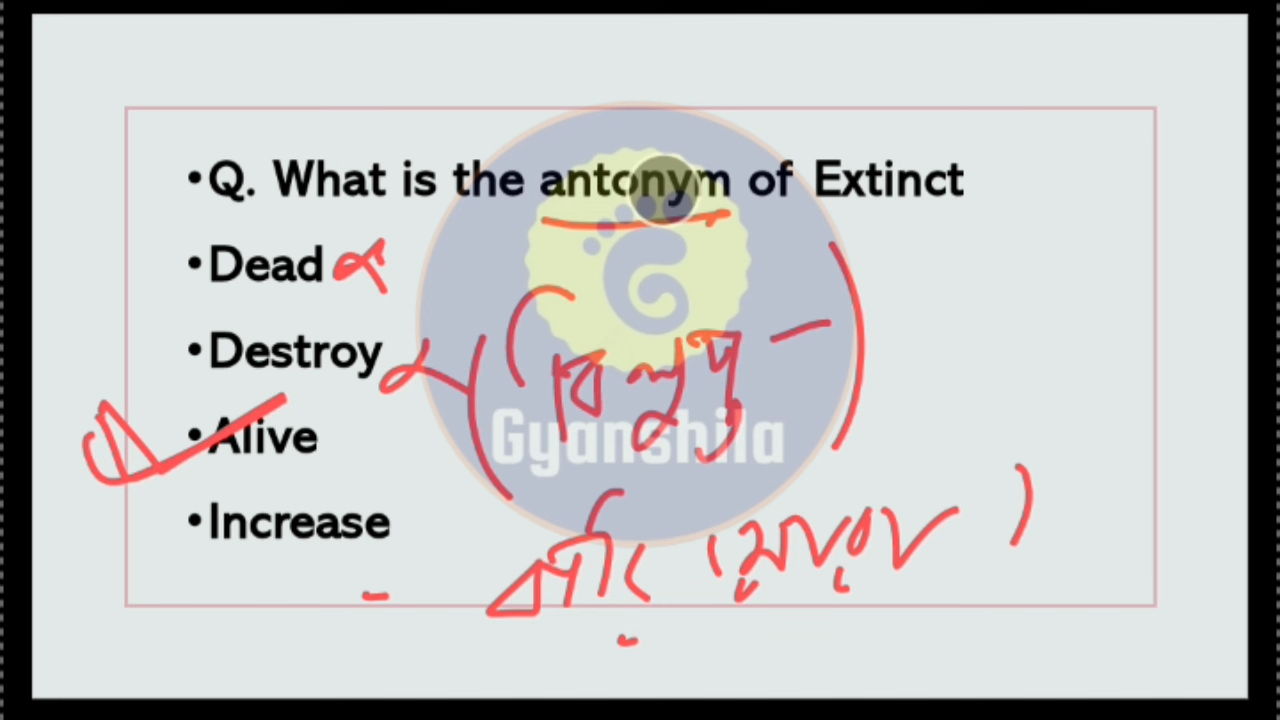 •Q. What is the antonym of Extinct
•Dead
•Destroy
•Alive
•Increase
Gyanshila